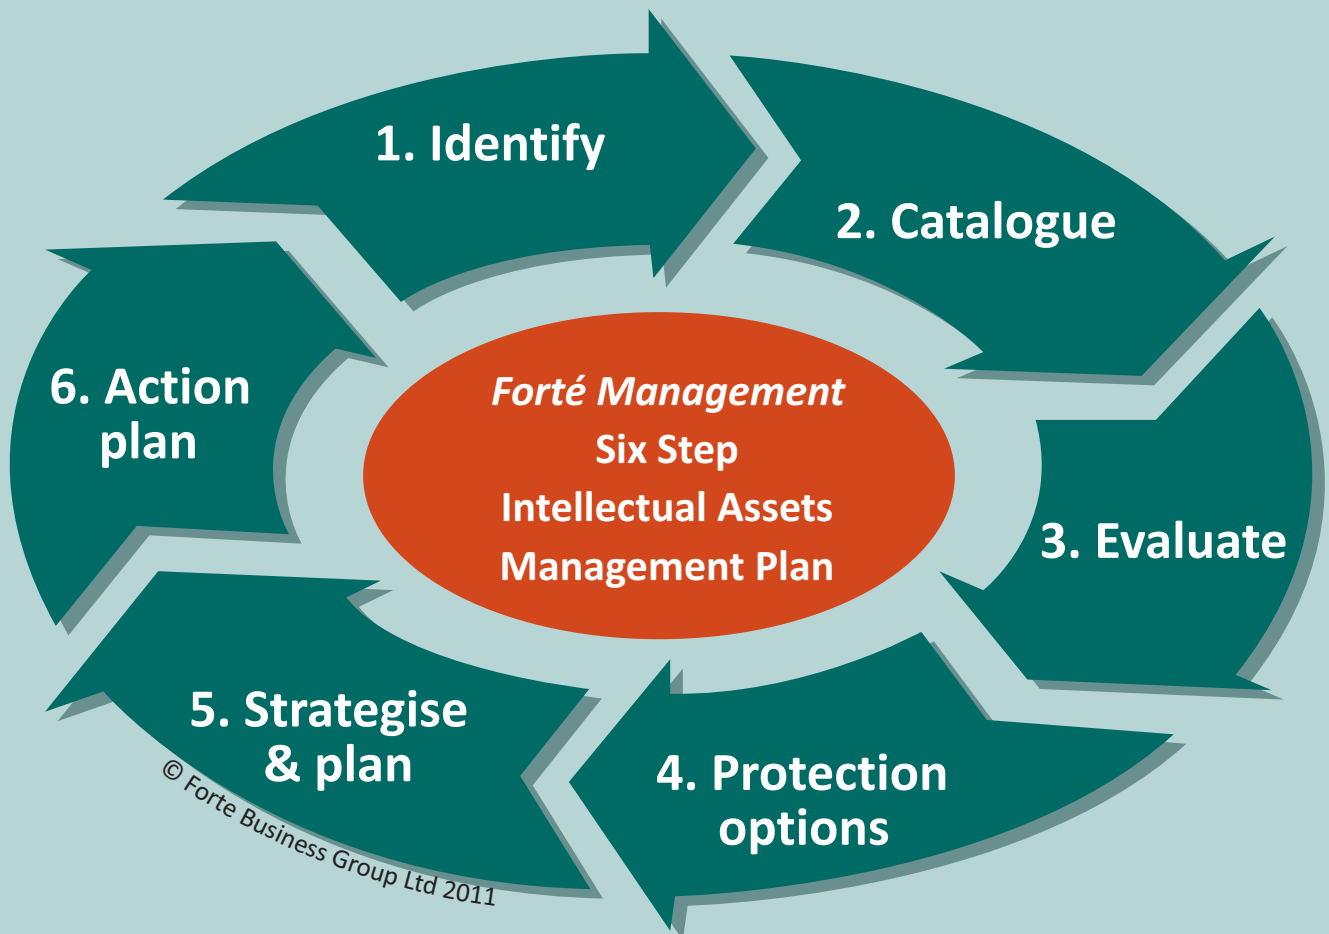 1. Identify
2. Catalogue
3. Evaluate
4. Protection
options
5. Strategise
& plan
6. Action
plan
Forté Management
Six Step
Intellectual Assets
Management Plan
© Forte Business Group Ltd 2011